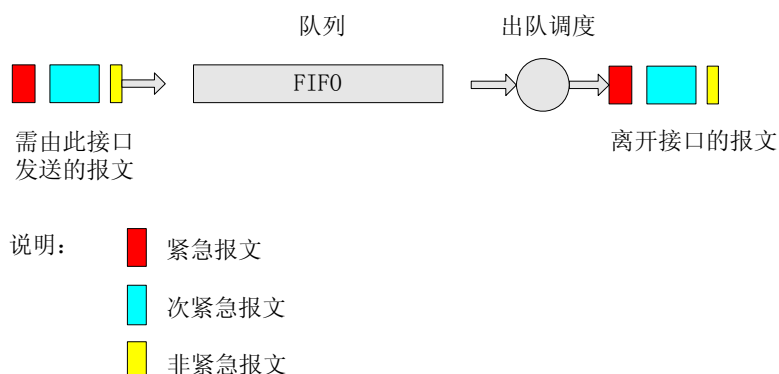 队列
出队调度
FIFO
需由此接口
发送的报文
离开接口的报文
说明：
紧急报文
次紧急报文
非紧急报文